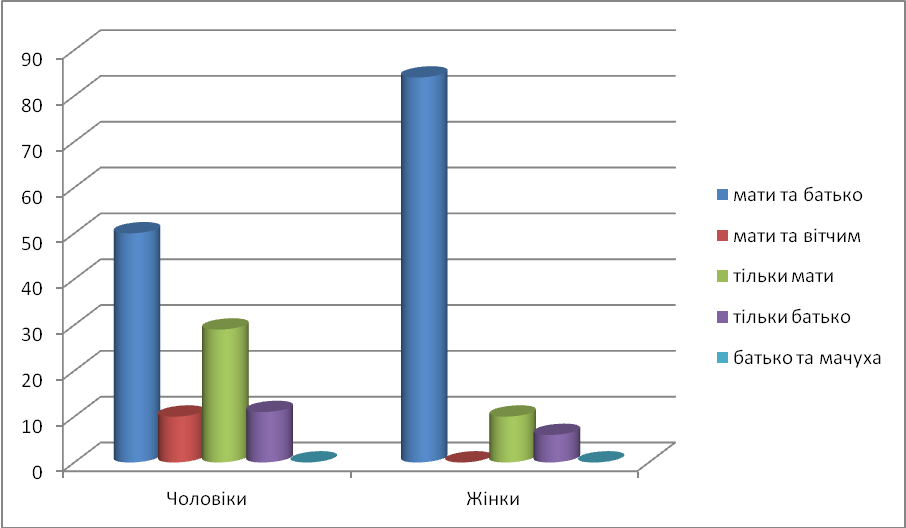 90
80
70
60
50
40
30
20
10
0
Чоловіки
Жінки
мати та батько
мати та вітчим
тільки мати
тільки батько
батько та мачуха